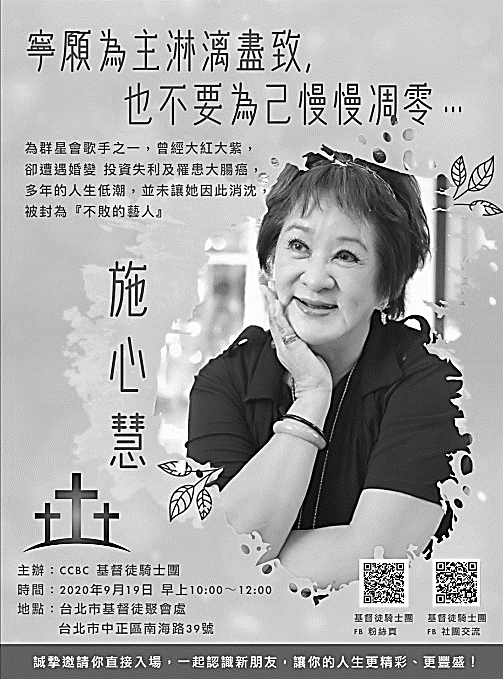 寧願為主淋漓盡致,
也不要為己慢慢凋零...
為群星會歌手之一，曾經大紅大紫，
卻遭遇婚變 投資失利及罹患大腸癌，
多年的人生低潮，並未讓她因此消沈，
被封為『不敗的藝人』
施心慧
主辦：CCBC 基督徒騎士團
時間：2020年9月19日 早上10:00～12:00
地點：台北市基督徒聚會處
台北市中正區南海路39號
基督徒騎士團
FB 粉絲頁
基督徒騎士團
FB 社團交流
誠摯邀請你直接入場，一起認識新朋友，讓你的人生更精彩、更豐盛！